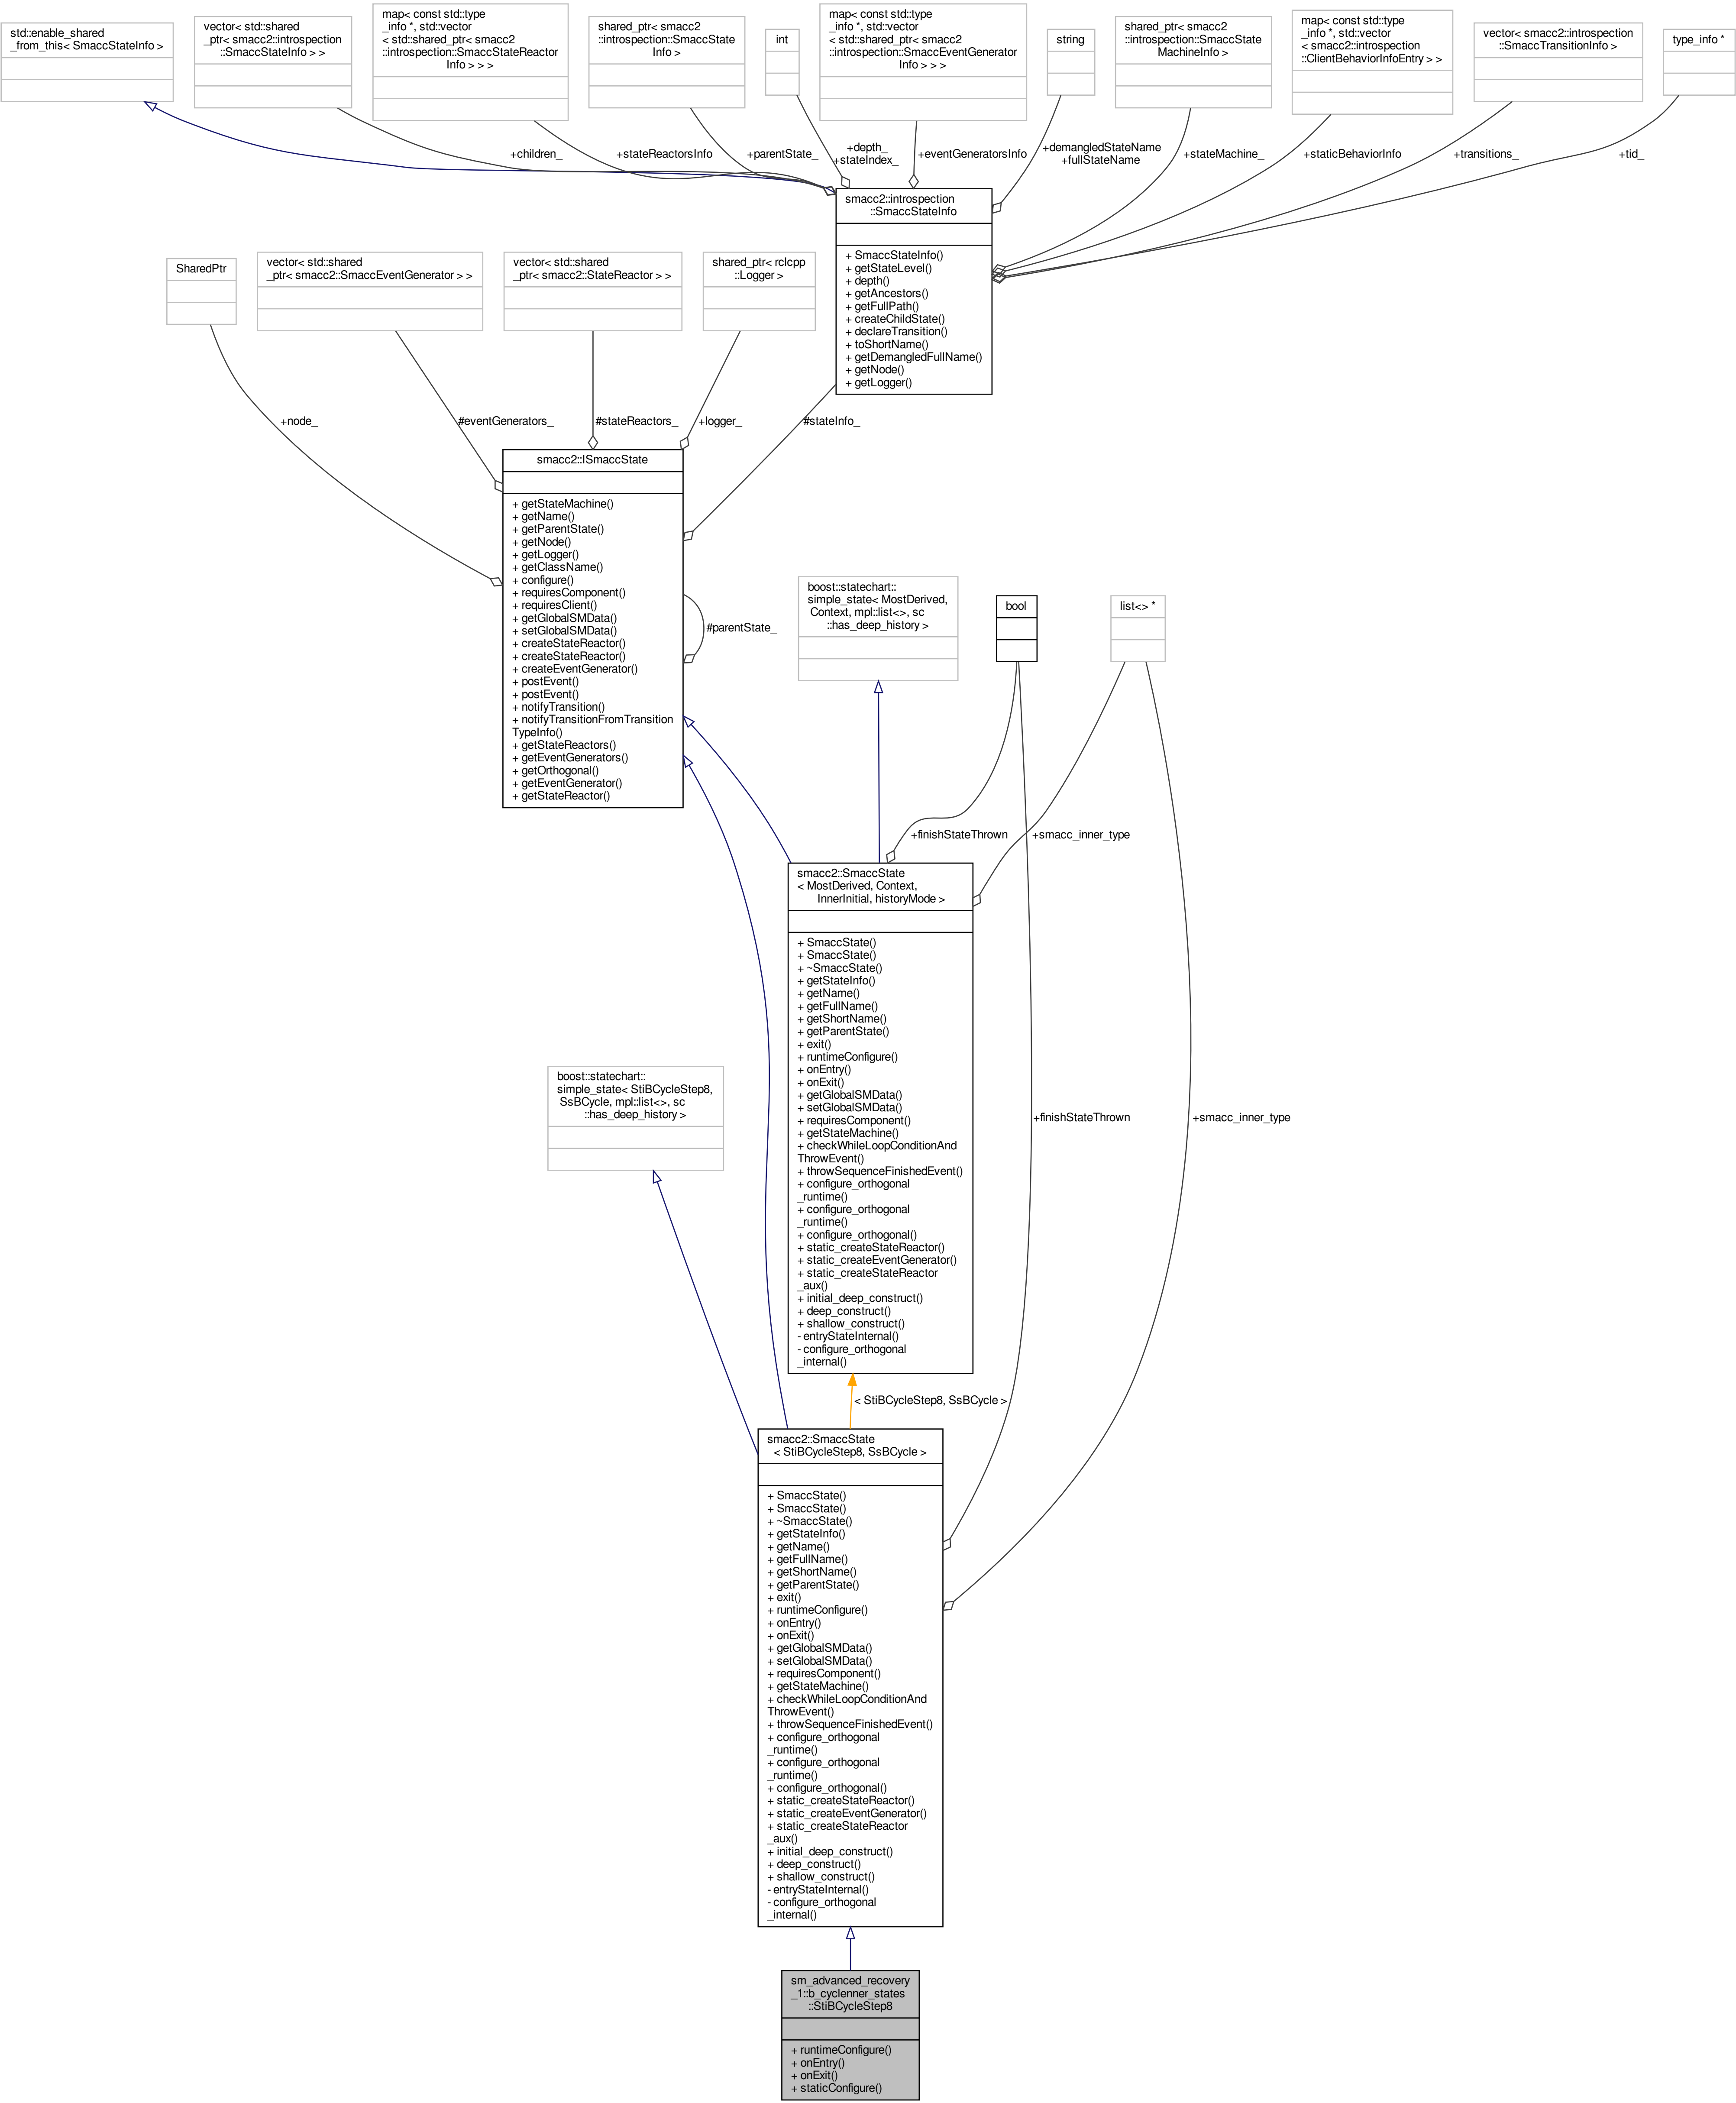 std::enable_shared
_from_this< SmaccStateInfo >
vector< std::shared
_ptr< smacc2::introspection
::SmaccStateInfo > >
map< const std::type
_info *, std::vector
< std::shared_ptr< smacc2
::introspection::SmaccStateReactor
Info > > >
shared_ptr< smacc2
::introspection::SmaccState
Info >
int
map< const std::type
_info *, std::vector
< std::shared_ptr< smacc2
::introspection::SmaccEventGenerator
Info > > >
string
shared_ptr< smacc2
::introspection::SmaccState
MachineInfo >
map< const std::type
_info *, std::vector
< smacc2::introspection
::ClientBehaviorInfoEntry > >
vector< smacc2::introspection
::SmaccTransitionInfo >
type_info *
+children_
+stateReactorsInfo
+parentState_
+depth_
+stateIndex_
+eventGeneratorsInfo
+demangledStateName
+fullStateName
+stateMachine_
+staticBehaviorInfo
+transitions_
+tid_
smacc2::introspection
::SmaccStateInfo
+ SmaccStateInfo()
+ getStateLevel()
+ depth()
+ getAncestors()
+ getFullPath()
+ createChildState()
+ declareTransition()
+ toShortName()
+ getDemangledFullName()
+ getNode()
+ getLogger()
SharedPtr
vector< std::shared
_ptr< smacc2::SmaccEventGenerator > >
vector< std::shared
_ptr< smacc2::StateReactor > >
shared_ptr< rclcpp
::Logger >
+node_
#eventGenerators_
#stateReactors_
+logger_
#stateInfo_
smacc2::ISmaccState
+ getStateMachine()
+ getName()
+ getParentState()
+ getNode()
+ getLogger()
+ getClassName()
+ configure()
+ requiresComponent()
+ requiresClient()
+ getGlobalSMData()
+ setGlobalSMData()
+ createStateReactor()
+ createStateReactor()
+ createEventGenerator()
+ postEvent()
+ postEvent()
+ notifyTransition()
+ notifyTransitionFromTransition
TypeInfo()
+ getStateReactors()
+ getEventGenerators()
+ getOrthogonal()
+ getEventGenerator()
+ getStateReactor()
#parentState_
boost::statechart::
simple_state< MostDerived,
Context, mpl::list<>, sc
::has_deep_history >
bool
list<> *
+finishStateThrown
+smacc_inner_type
smacc2::SmaccState
< MostDerived, Context,
InnerInitial, historyMode >
+ SmaccState()
+ SmaccState()
+ ~SmaccState()
+ getStateInfo()
+ getName()
+ getFullName()
+ getShortName()
+ getParentState()
+ exit()
+ runtimeConfigure()
+ onEntry()
+ onExit()
+ getGlobalSMData()
+ setGlobalSMData()
+ requiresComponent()
+ getStateMachine()
+ checkWhileLoopConditionAnd
ThrowEvent()
+ throwSequenceFinishedEvent()
+ configure_orthogonal
_runtime()
+ configure_orthogonal
_runtime()
+ configure_orthogonal()
+ static_createStateReactor()
+ static_createEventGenerator()
+ static_createStateReactor
_aux()
+ initial_deep_construct()
+ deep_construct()
+ shallow_construct()
- entryStateInternal()
- configure_orthogonal
_internal()
boost::statechart::
simple_state< StiBCycleStep8,
SsBCycle, mpl::list<>, sc
::has_deep_history >
+finishStateThrown
+smacc_inner_type
< StiBCycleStep8, SsBCycle >
smacc2::SmaccState
< StiBCycleStep8, SsBCycle >
+ SmaccState()
+ SmaccState()
+ ~SmaccState()
+ getStateInfo()
+ getName()
+ getFullName()
+ getShortName()
+ getParentState()
+ exit()
+ runtimeConfigure()
+ onEntry()
+ onExit()
+ getGlobalSMData()
+ setGlobalSMData()
+ requiresComponent()
+ getStateMachine()
+ checkWhileLoopConditionAnd
ThrowEvent()
+ throwSequenceFinishedEvent()
+ configure_orthogonal
_runtime()
+ configure_orthogonal
_runtime()
+ configure_orthogonal()
+ static_createStateReactor()
+ static_createEventGenerator()
+ static_createStateReactor
_aux()
+ initial_deep_construct()
+ deep_construct()
+ shallow_construct()
- entryStateInternal()
- configure_orthogonal
_internal()
sm_advanced_recovery
_1::b_cyclenner_states
::StiBCycleStep8
+ runtimeConfigure()
+ onEntry()
+ onExit()
+ staticConfigure()